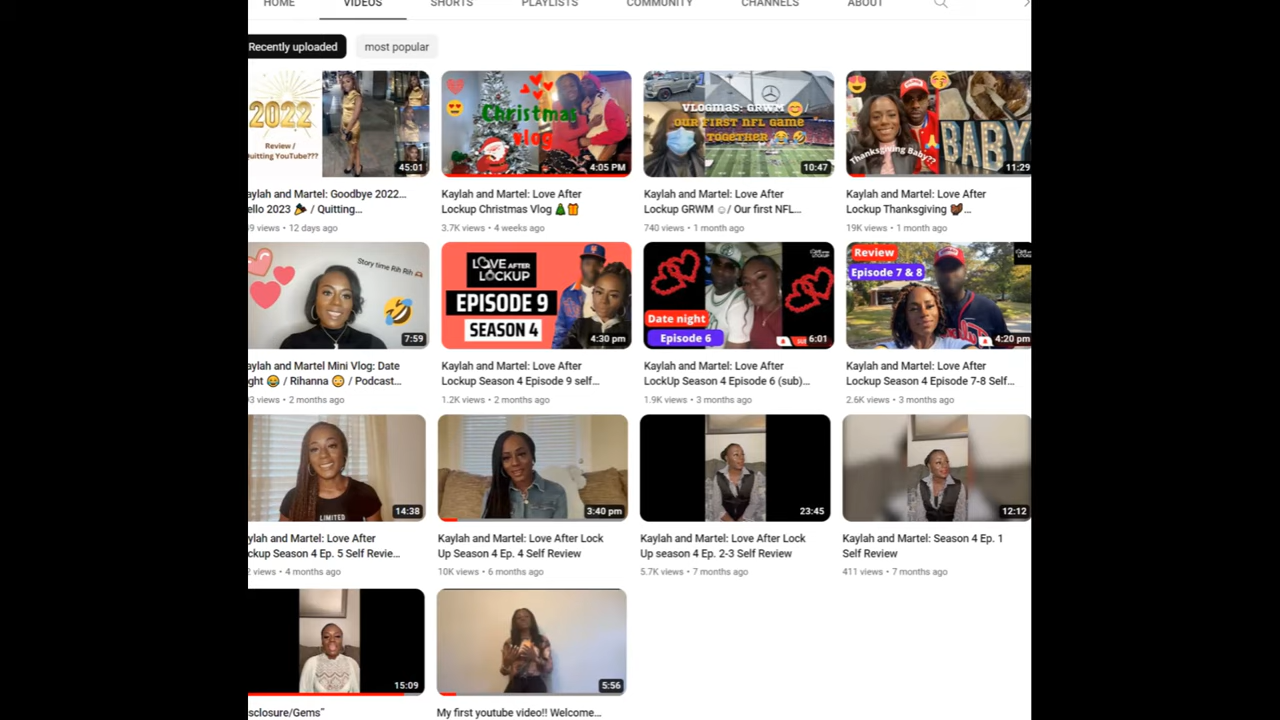 HOME VIDEOS SHORTS PLAYLISTS COMMUNITY CHANNELS ABOUT
Recently uploaded most popular
2022
Review /
uitting YouTube???
45:01
Christmas
vlog
4:05 PM
VLOGMAS: GRWM 😊/
OUR FIRST NFL GAME
TOGETHER 😂🤣
10:47
Thanksgiving Baby??
BABY
11:29
aylah and Martel: Goodbye 2022...
ello 2023 🎉 / Quitting...
9 views • 12 days ago
Kaylah and Martel: Love After
Lockup Christmas Vlog 🎄🎁
3.7K views • 4 weeks ago
Kaylah and Martel: Love After
Lockup GRWM ☺/ Our first NFL...
740 views • 1 month ago
Kaylah and Martel: Love After
Lockup Thanksgiving 🦃...
19K views • 1 month ago
Story time Rih Rih
7:59
LOVE AFTER
LOCKUP
EPISODE 9
SEASON 4
4:30 pm
Date night
Episode 6
6:01
Review
Episode 7 & 8
4:20 pm
aylah and Martel Mini Vlog: Date
ght 😂 / Rihanna 😳 / Podcast...
93 views • 2 months ago
Kaylah and Martel: Love After
Lockup Season 4 Episode 9 self...
1.2K views • 2 months ago
Kaylah and Martel: Love After
LockUp Season 4 Episode 6 (sub)...
1.9K views • 3 months ago
Kaylah and Martel: Love After
Lockup Season 4 Episode 7-8 Self...
2.6K views • 3 months ago
LIMITED
14:38
3:40 pm
23:45
12:12
ylah and Martel: Love After
ckup Season 4 Ep. 5 Self Revie...
views • 4 months ago
Kaylah and Martel: Love After Lock
Up Season 4 Ep. 4 Self Review
10K views • 6 months ago
Kaylah and Martel: Love After Lock
Up season 4 Ep. 2-3 Self Review
5.7K views • 7 months ago
Kaylah and Martel: Season 4 Ep. 1
Self Review
411 views • 7 months ago
15:09
5:56
sclosure/Gems"
My first youtube video!! Welcome...